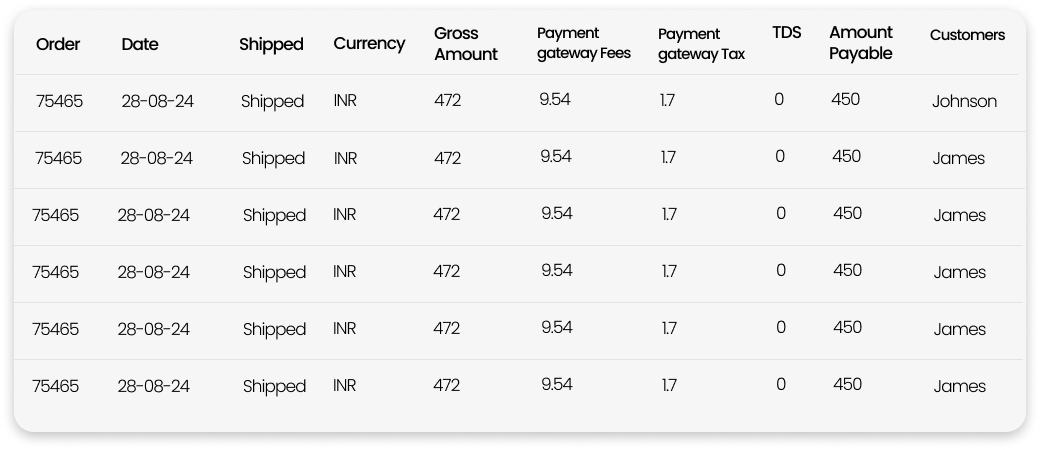 Order Date Shipped Currency Gross Amount Payment gateway Fees Payment gateway Tax TDS Amount Payable Customers
75465 28-08-24 Shipped INR 472 9.54 1.7 0 450 Johnson
75465 28-08-24 Shipped INR 472 9.54 1.7 0 450 James
75465 28-08-24 Shipped INR 472 9.54 1.7 0 450 James
75465 28-08-24 Shipped INR 472 9.54 1.7 0 450 James
75465 28-08-24 Shipped INR 472 9.54 1.7 0 450 James
75465 28-08-24 Shipped INR 472 9.54 1.7 0 450 James